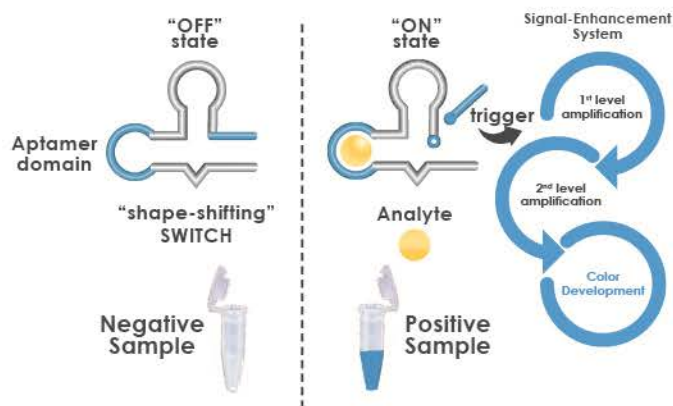 “OFF”
state
Aptamer
domain
“shape-shifting”
SWITCH
Negative
Sample
“ON”
state
trigger
Analyte
Positive
Sample
Signal-Enhancement
System
1st level
amplification
2nd level
amplification
Color
Development